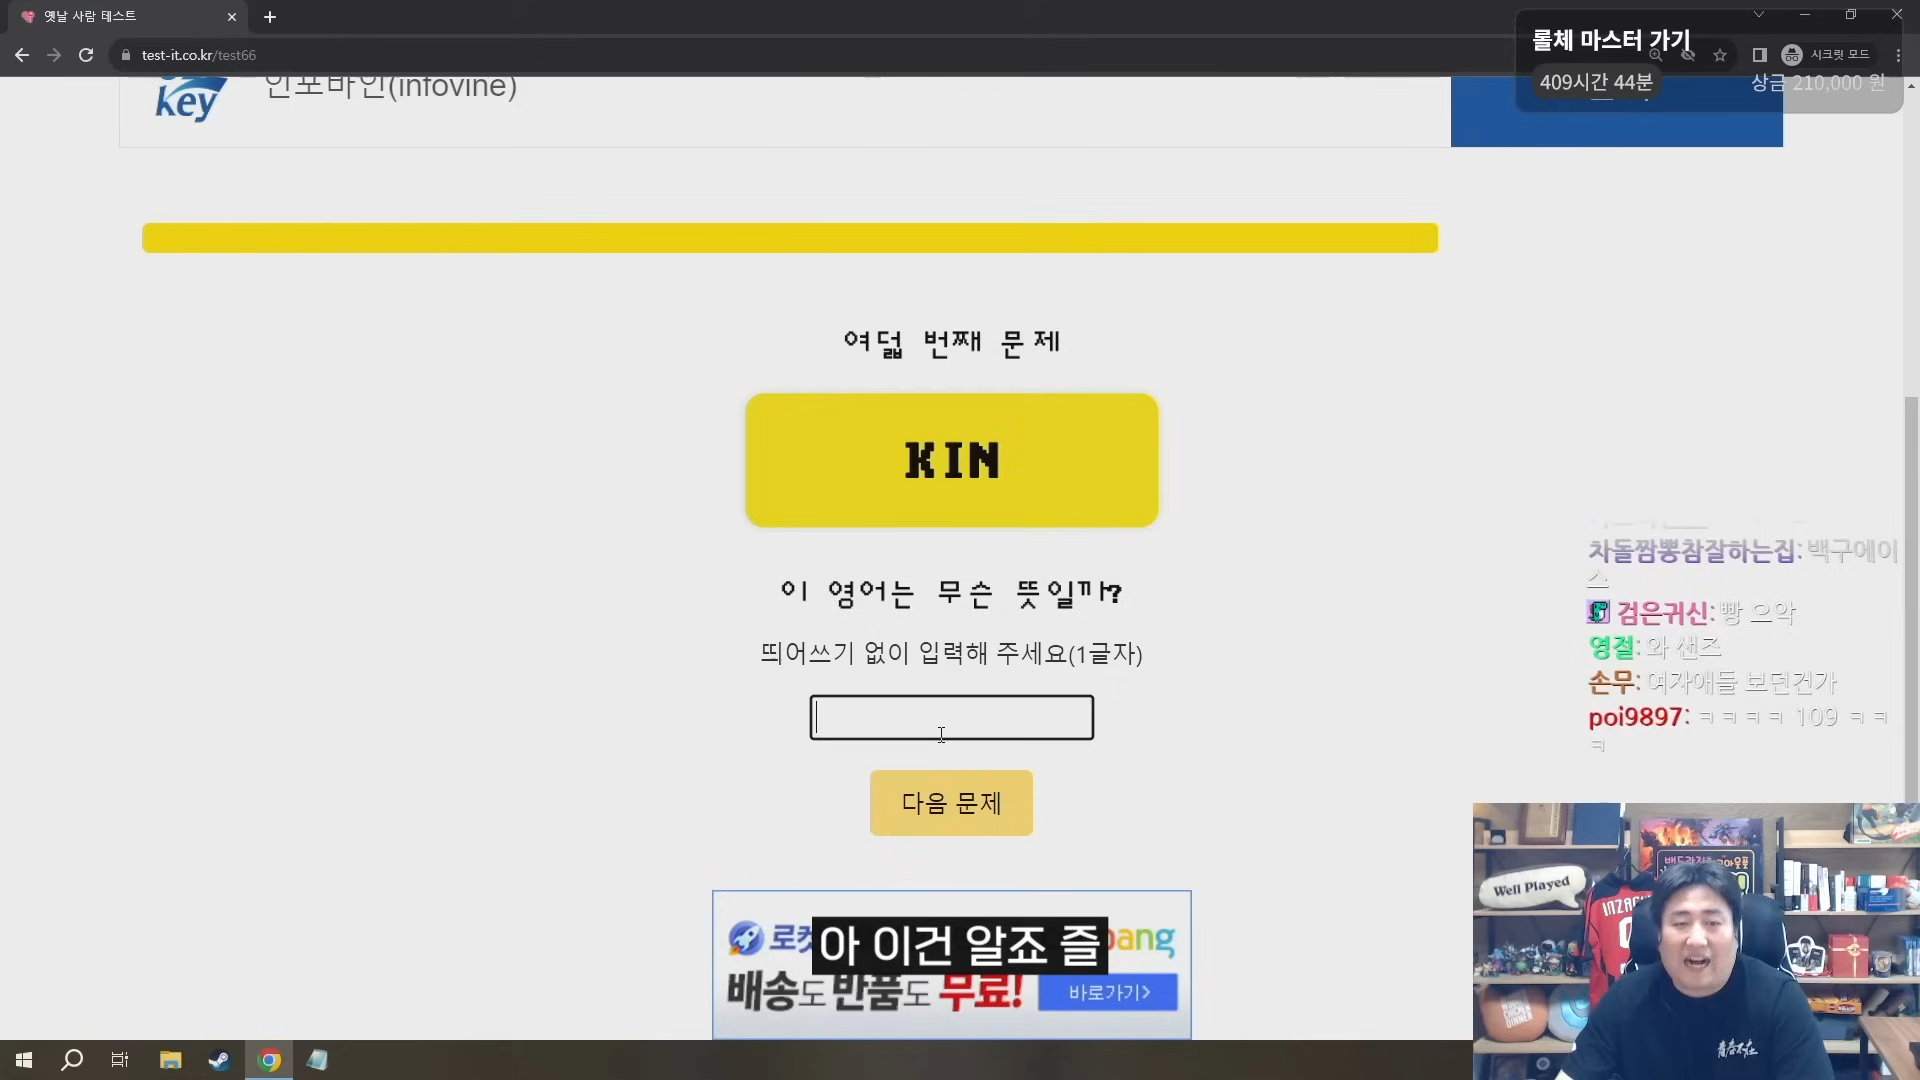 옛날 사람 테스트
test-it.co.kr/test66
시크릿 모드
롤체 마스터 가기
409시간 44분
상금 210,000 원
key
인포바인(infovine)
여덟 번째 문제
KIN
이 영어는 무슨 뜻일까?
띄어쓰기 없이 입력해 주세요(1글자)
다음 문제
차돌짬뽕참잘하는집: 백구에이
스
검은귀신: 빵 으악
영절: 와 샌즈
손무: 여자애들 보던건가
poi9897: ㅋㅋㅋㅋ 109 ㅋㅋ
ㅋ
아 이건 알죠 즐
배송도 반품도 무료!
바로가기>
Well Played
INZAGHI
WINNER
CHICKEN
DINNER